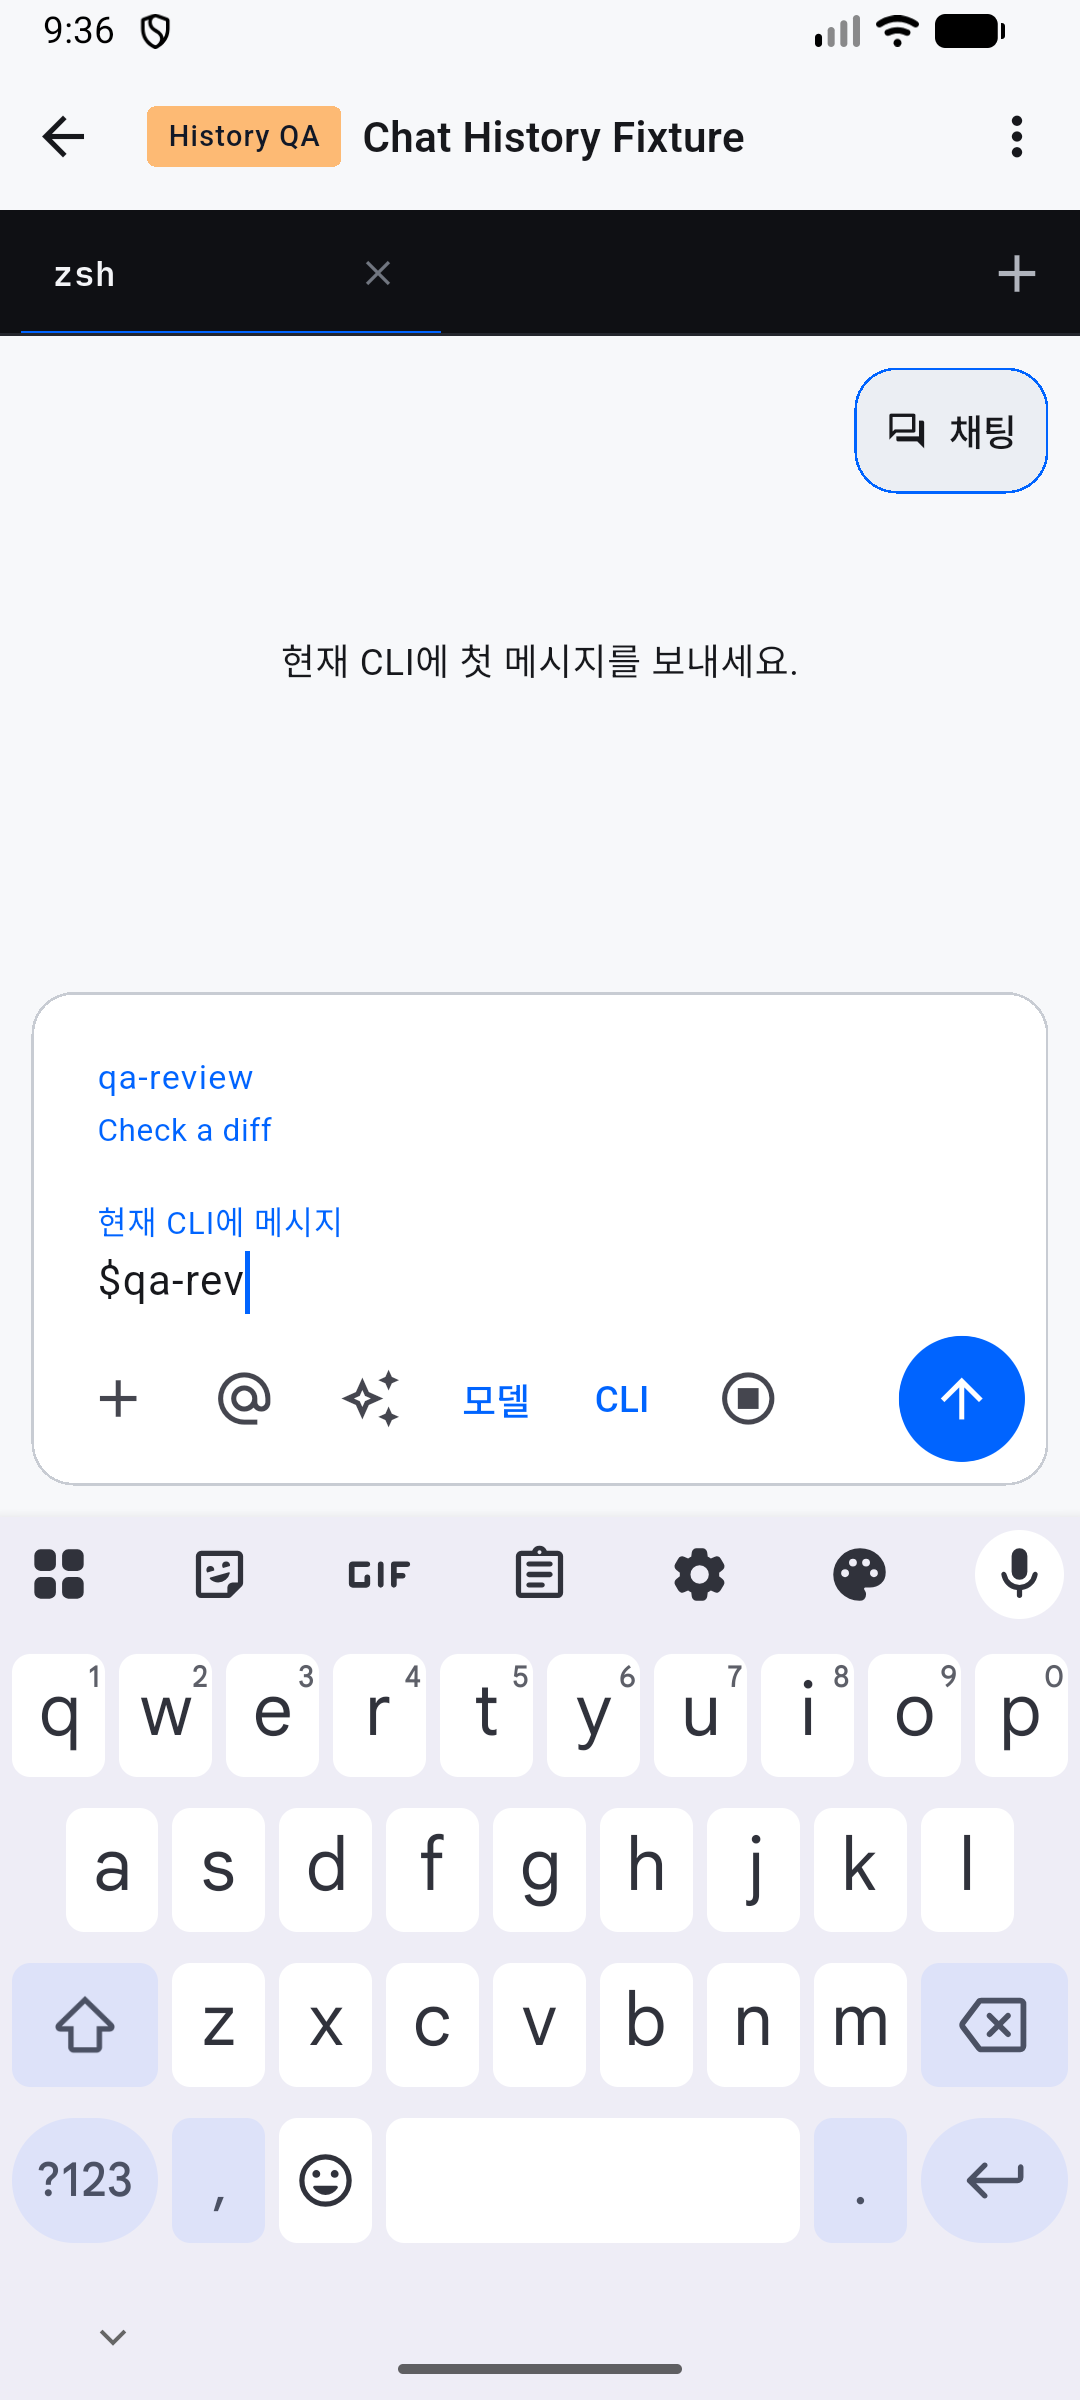 9:36
History QA
Chat History Fixture
zsh
채팅
현재 CLI에 첫 메시지를 보내세요.
qa-review
Check a diff
현재 CLI에 메시지
$qa-rev
모델
CLI
GIF
q 1 w 2 e 3 r 4 t 5 y 6 u 7 i 8 o 9 p 0
a s d f g h j k l
z x c v b n m
?123 , .